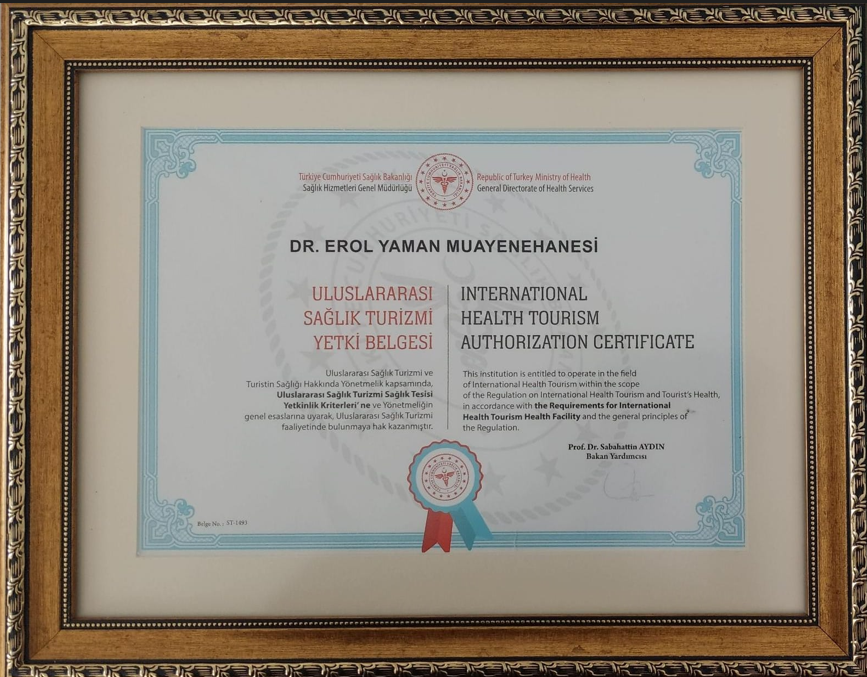 Türkiye Cumhuriyeti Sağlık Bakanlığı
Sağlık Hizmetleri Genel Müdürlüğü
Republic of Turkey Ministry of Health
General Directorate of Health Services
DR. EROL YAMAN MUAYENEHANESİ
ULUSLARARASI
SAĞLIK TURİZMİ
YETKİ BELGESİ
Uluslararası Sağlık Turizmi ve
Turistin Sağlığı Hakkında Yönetmelik kapsamında,
Uluslararası Sağlık Turizmi Sağlık Tesisi
Yetkinlik Kriterleri' ne ve Yönetmeliğin
genel esaslarına uyarak, Uluslararası Sağlık Turizmi
faaliyetinde bulunmaya hak kazanmıştır.
INTERNATIONAL
HEALTH TOURISM
AUTHORIZATION CERTIFICATE
This institution is entitled to operate in the field
of International Health Tourism within the scope
of the Regulation on International Health Tourism and Tourist's Health,
in accordance with the Requirements for International
Health Tourism Health Facility and the general principles of
the Regulation.
Prof. Dr. Sabahattin AYDIN
Bakan Yardımcısı
Belge No. : ST-1483